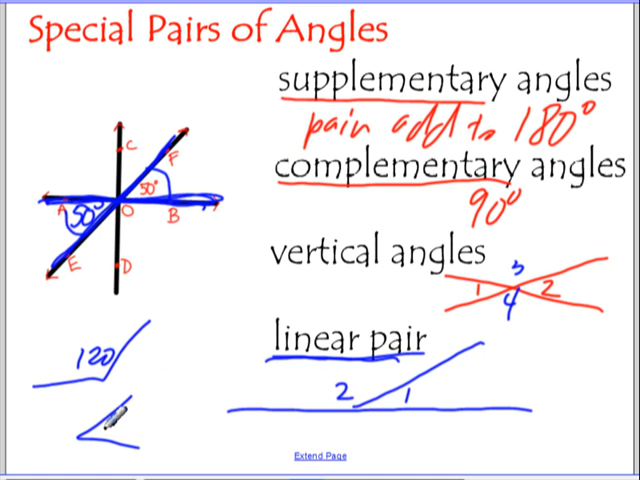 Special Pairs of Angles
supplementary angles
pair add to 180°
complementary angles
90°
vertical angles
3
1 2
4
linear pair
2 1
C
F
50°
A O B
50°
E
D
120
Extend Page